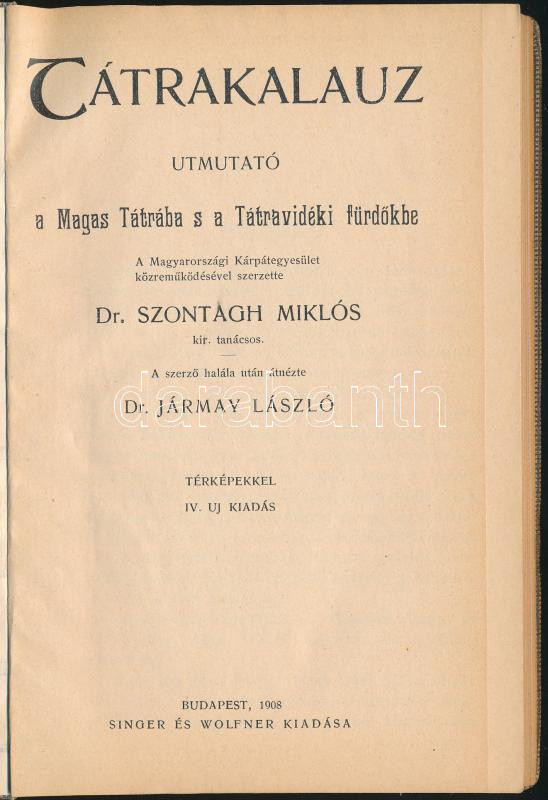 TÁTRAKALAUZ
UTMUTATÓ
a Magas Tátrába s a Tátravidéki fürdőkbe
A Magyarországi Kárpátegyesület
közreműködésével szerzette
Dr. SZONTAGH MIKLÓS
kir. tanácsos.
A szerző halála után átnézte
darabanth
Dr. JÁRMAY LÁSZLÓ
TÉRKÉPEKKEL
IV. UJ KIADÁS
BUDAPEST, 1908
SINGER ÉS WOLFNER KIADÁSA